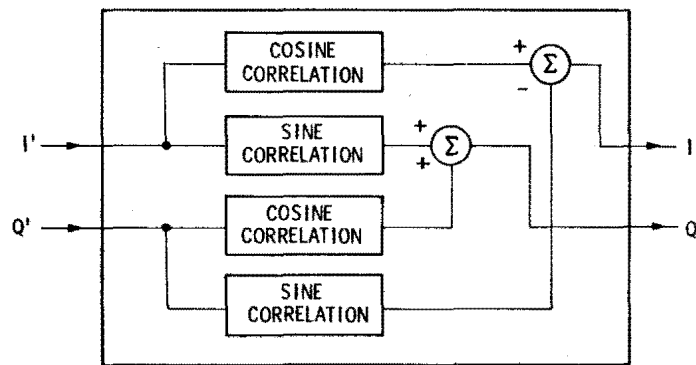 COSINE
CORRELATION
+
Σ
-
I'
SINE
CORRELATION
+
+
Σ
I
Q'
COSINE
CORRELATION
Q
SINE
CORRELATION